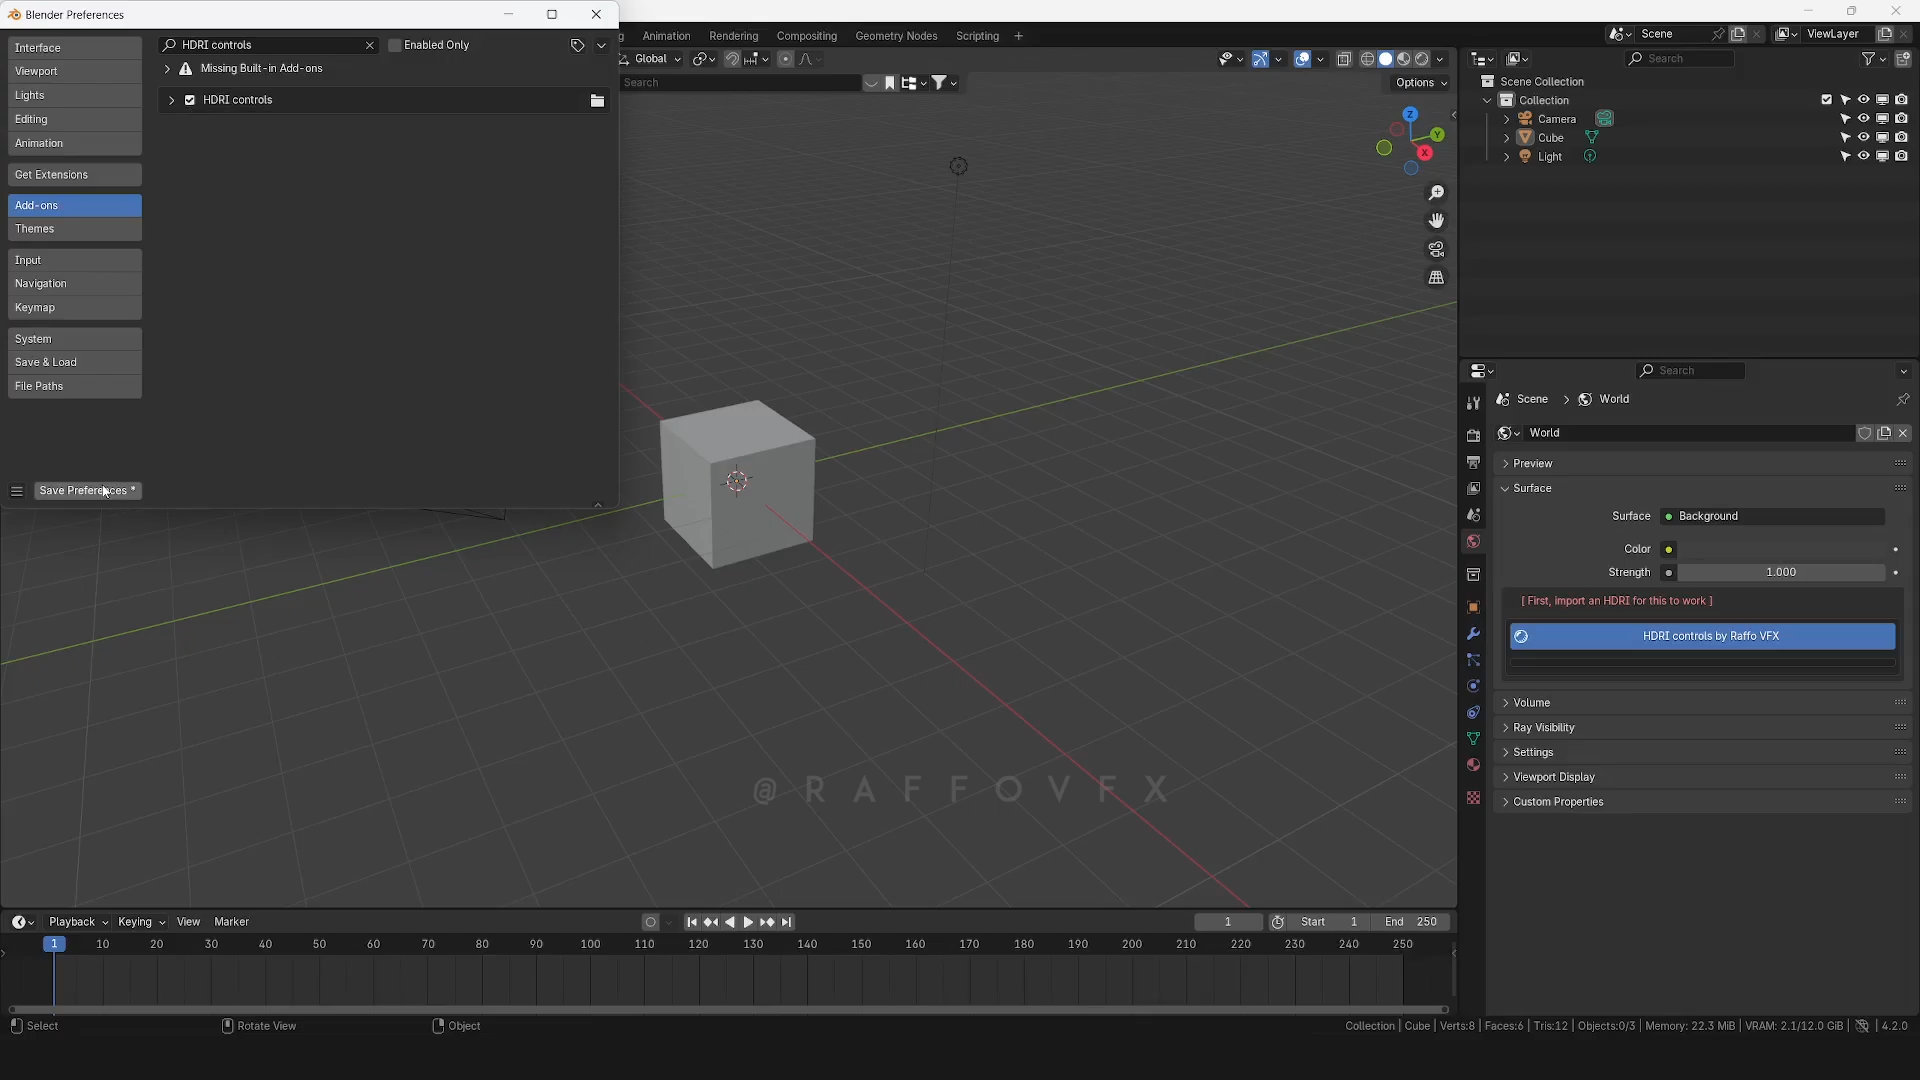 Blender Preferences
Interface
Viewport
Lights
Editing
Animation
Get Extensions
Add-ons
Themes
Input
Navigation
Keymap
System
Save & Load
File Paths
Save Preferences *
HDRI controls
Enabled Only
Missing Built-in Add-ons
HDRI controls
Animation
Rendering
Compositing
Geometry Nodes
Scripting
+
Scene
ViewLayer
Global
Search
Options
Z
Y
X
Search
Scene Collection
Collection
Camera
Cube
Light
Search
Scene
World
World
Preview
Surface
Surface
Background
Color
Strength
1.000
[ First, import an HDRI for this to work ]
HDRI controls by Raffo VFX
Volume
Ray Visibility
Settings
Viewport Display
Custom Properties
@RAFFOVFX
Playback
Keying
View
Marker
1
Start 1
End 250
1 10 20 30 40 50 60 70 80 90 100 110 120 130 140 150 160 170 180 190 200 210 220 230 240 250
Select
Rotate View
Object
Collection | Cube | Verts:8 | Faces:6 | Tris:12 | Objects:0/3 | Memory: 22.3 MiB | VRAM: 2.1/12.0 GiB | 4.2.0